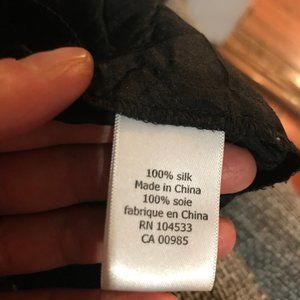 100% silk
Made in China
100% soie
fabrique en China
RN 104533
CA 00985